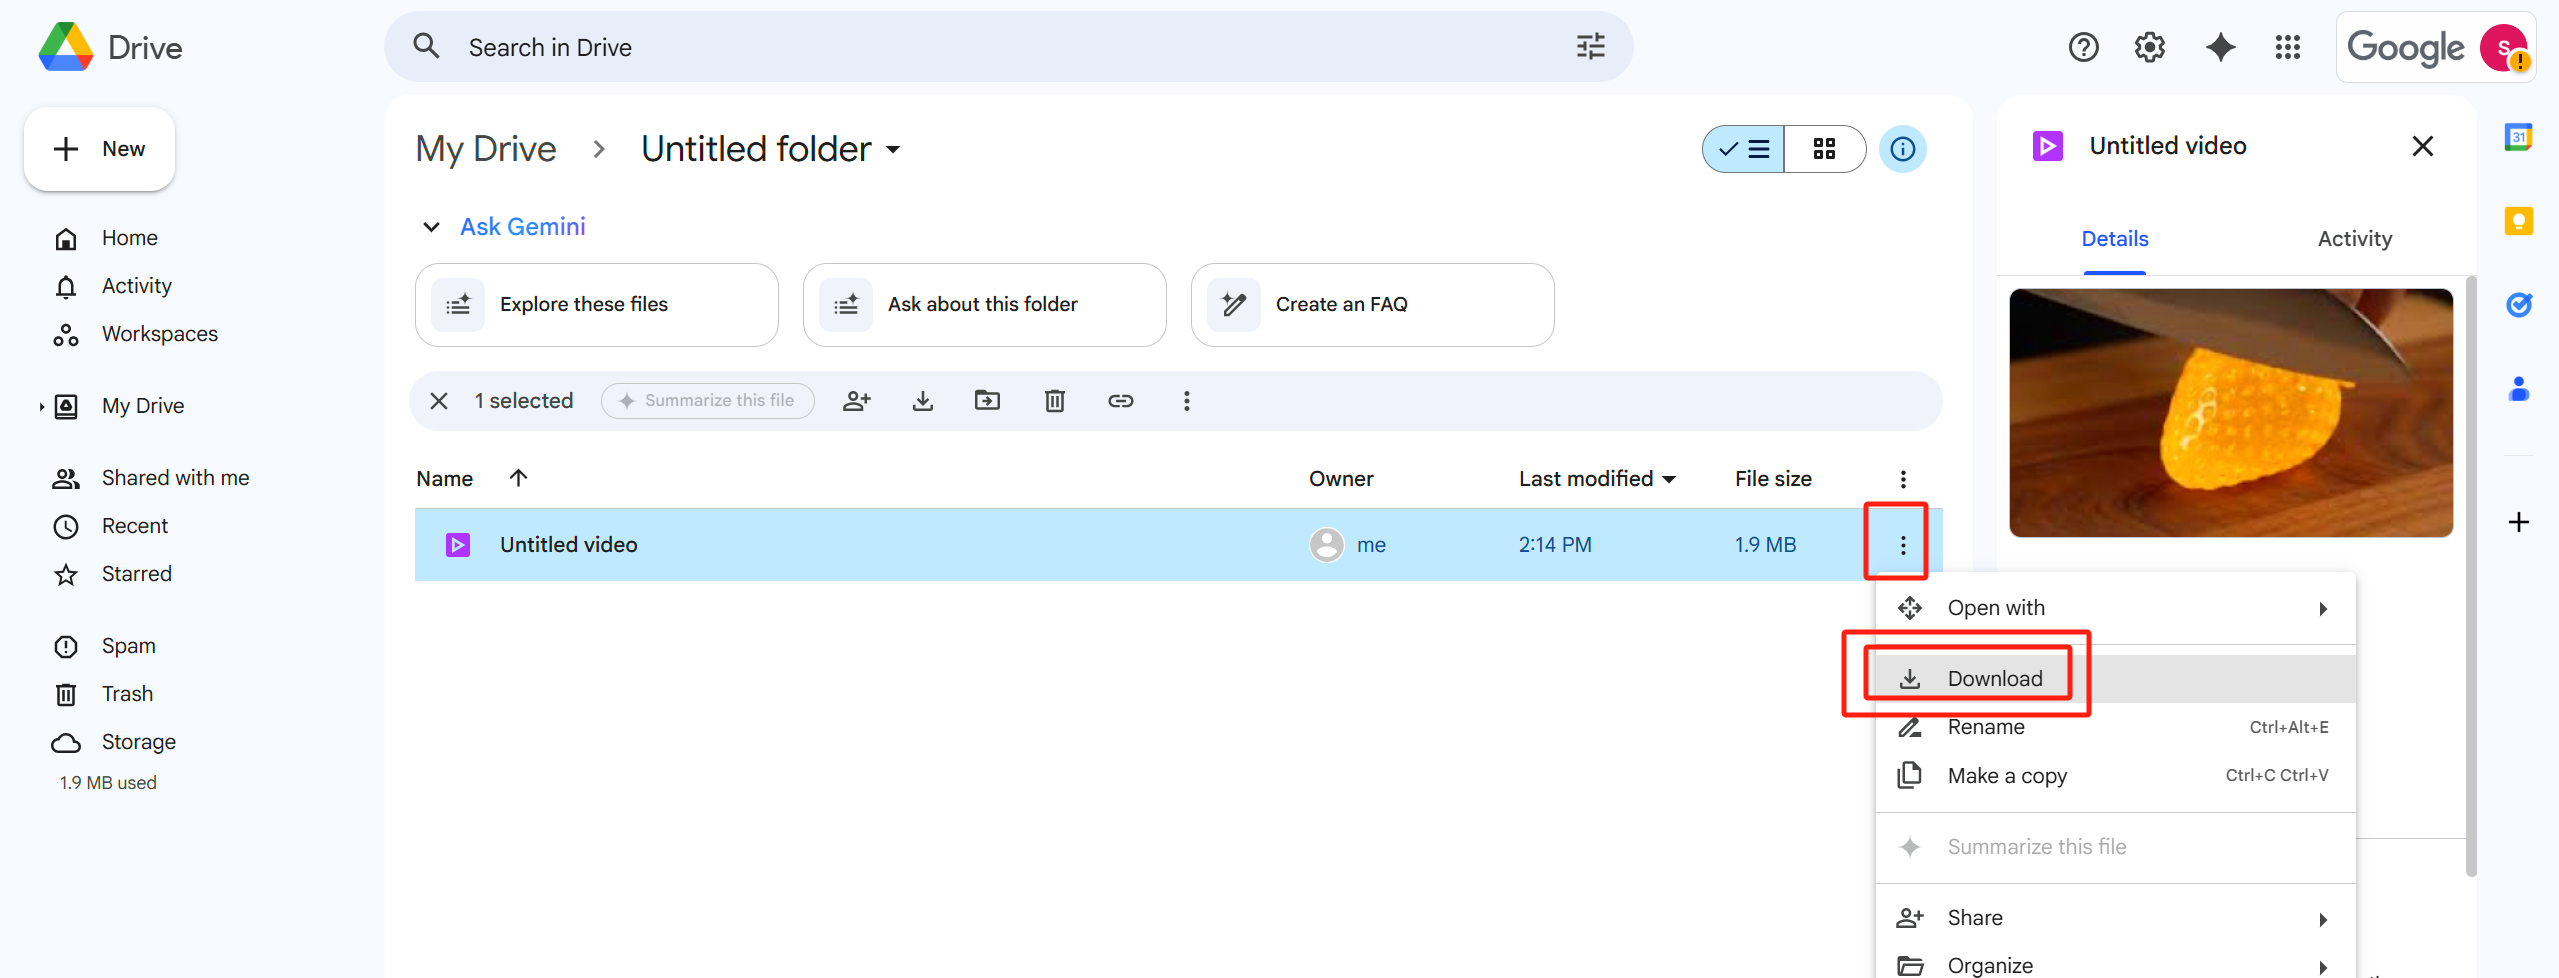 Drive
Search in Drive
Google
S
New
Home
Activity
Workspaces
My Drive
Shared with me
Recent
Starred
Spam
Trash
Storage
1.9 MB used
My Drive
Untitled folder
Ask Gemini
Explore these files
Ask about this folder
Create an FAQ
1 selected
Summarize this file
Name
Owner
Last modified
File size
Untitled video
me
2:14 PM
1.9 MB
Open with
Download
Rename Ctrl+Alt+E
Make a copy Ctrl+C Ctrl+V
Summarize this file
Share
Organize
Untitled video
Details
Activity
31